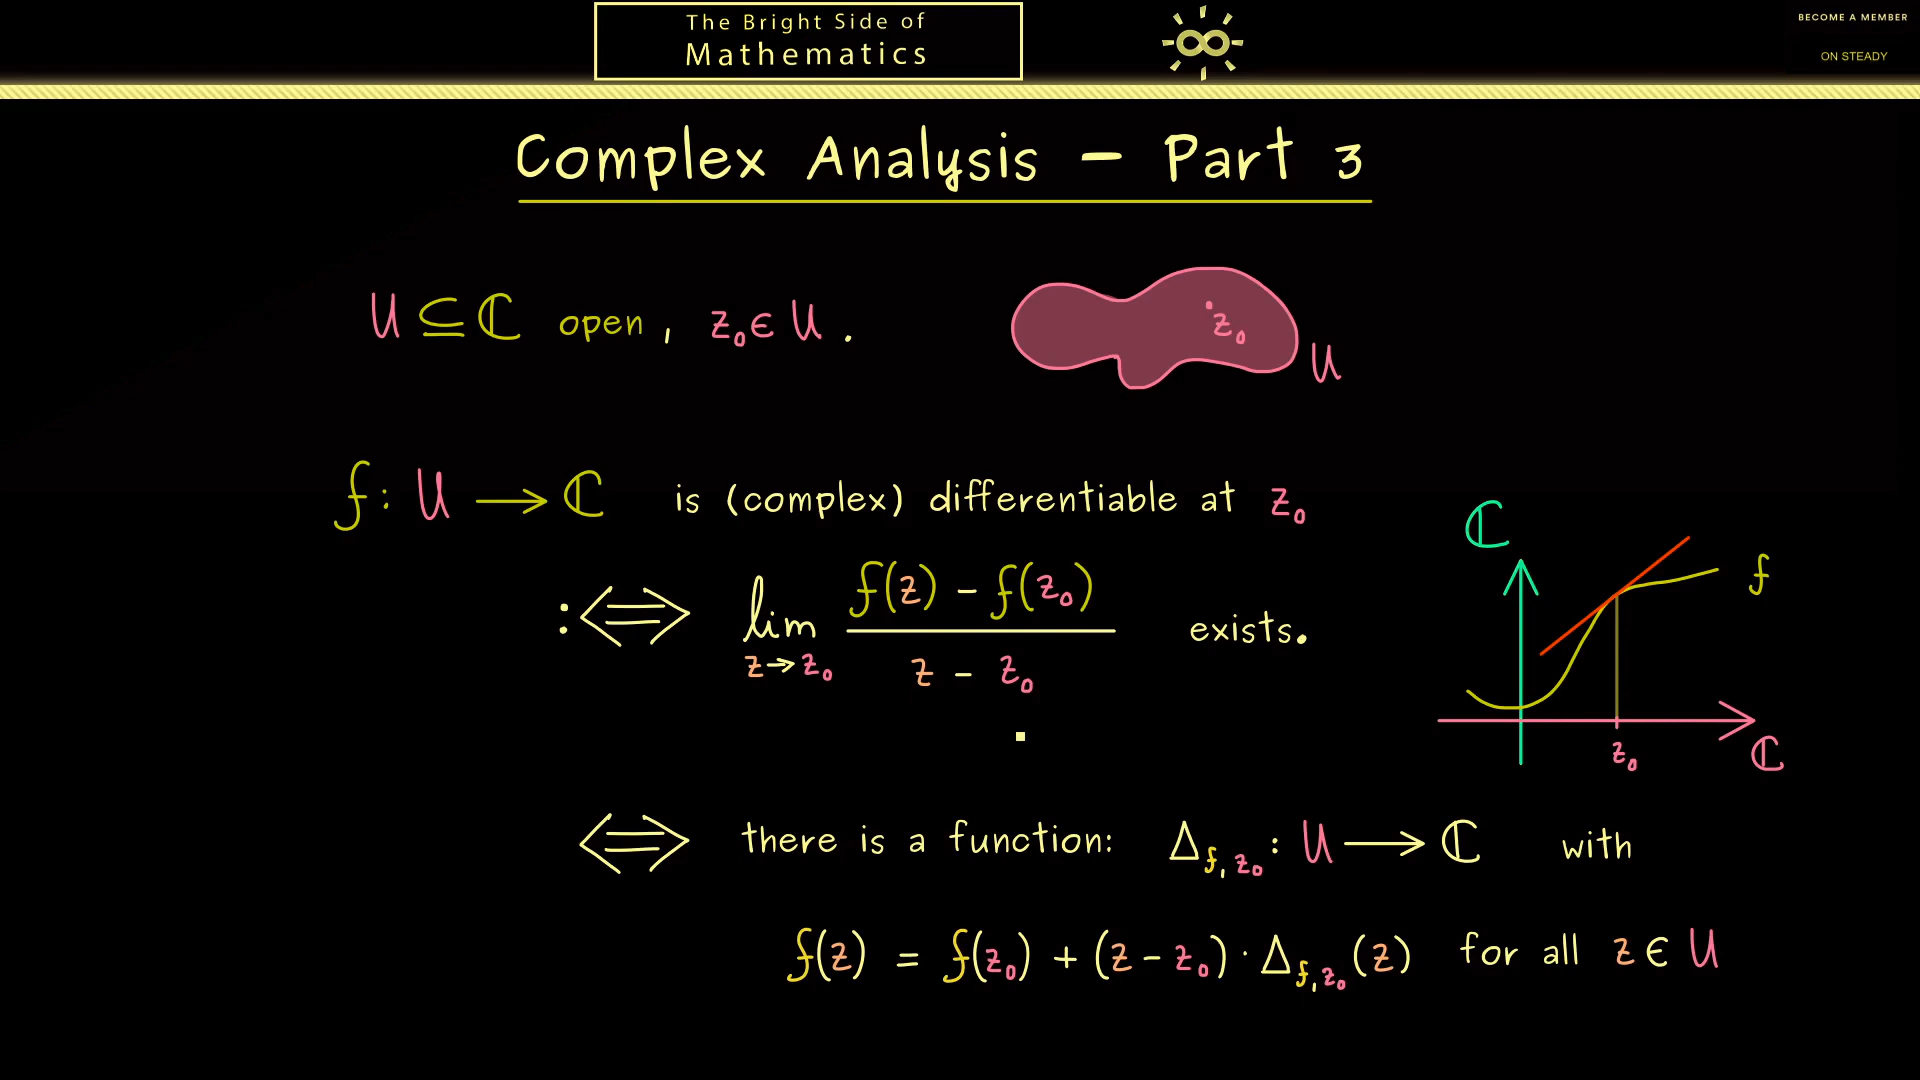 The Bright Side of
Mathematics
BECOME A MEMBER
ON STEADY
Complex Analysis – Part 3
U ⊆ ℂ open , z₀ ∈ U .
z₀
U
f: U ⟶ ℂ is (complex) differentiable at z₀
:⟺ lim z→z₀ (f(z) − f(z₀)) / (z − z₀) exists.
ℂ
f
z₀
ℂ
⟺ there is a function: Δ_{f,z₀} : U ⟶ ℂ with
f(z) = f(z₀) + (z − z₀) · Δ_{f,z₀}(z) for all z ∈ U